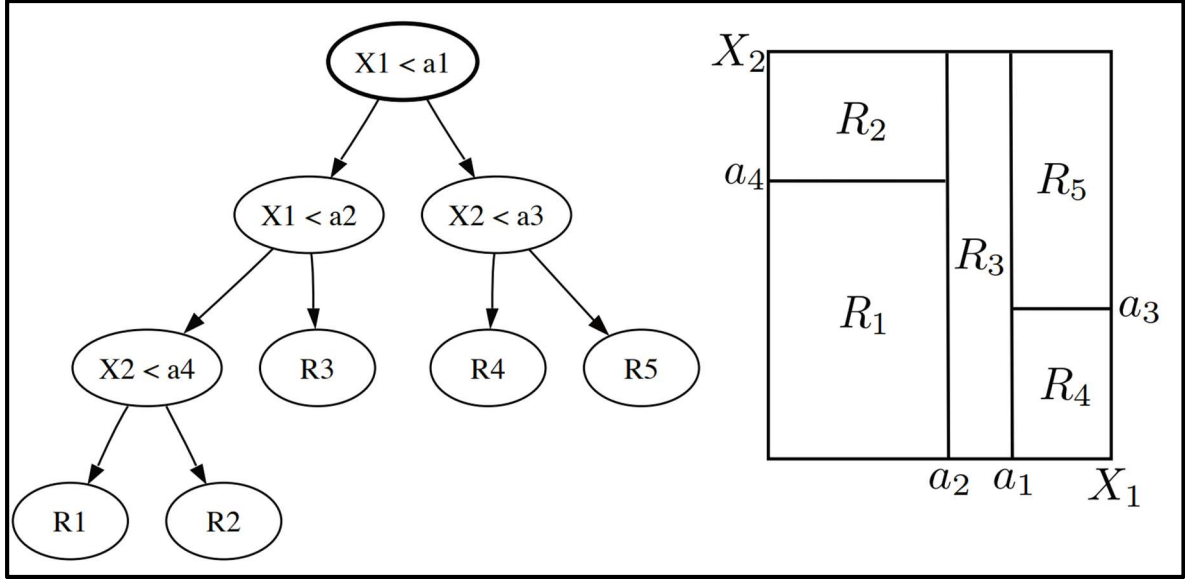 X1 < a1
X1 < a2
X2 < a3
X2 < a4
R3
R4
R5
R1
R2
X₂
R₂
a₄
R₅
R₃
R₁
a₃
R₄
a₂ a₁ X₁